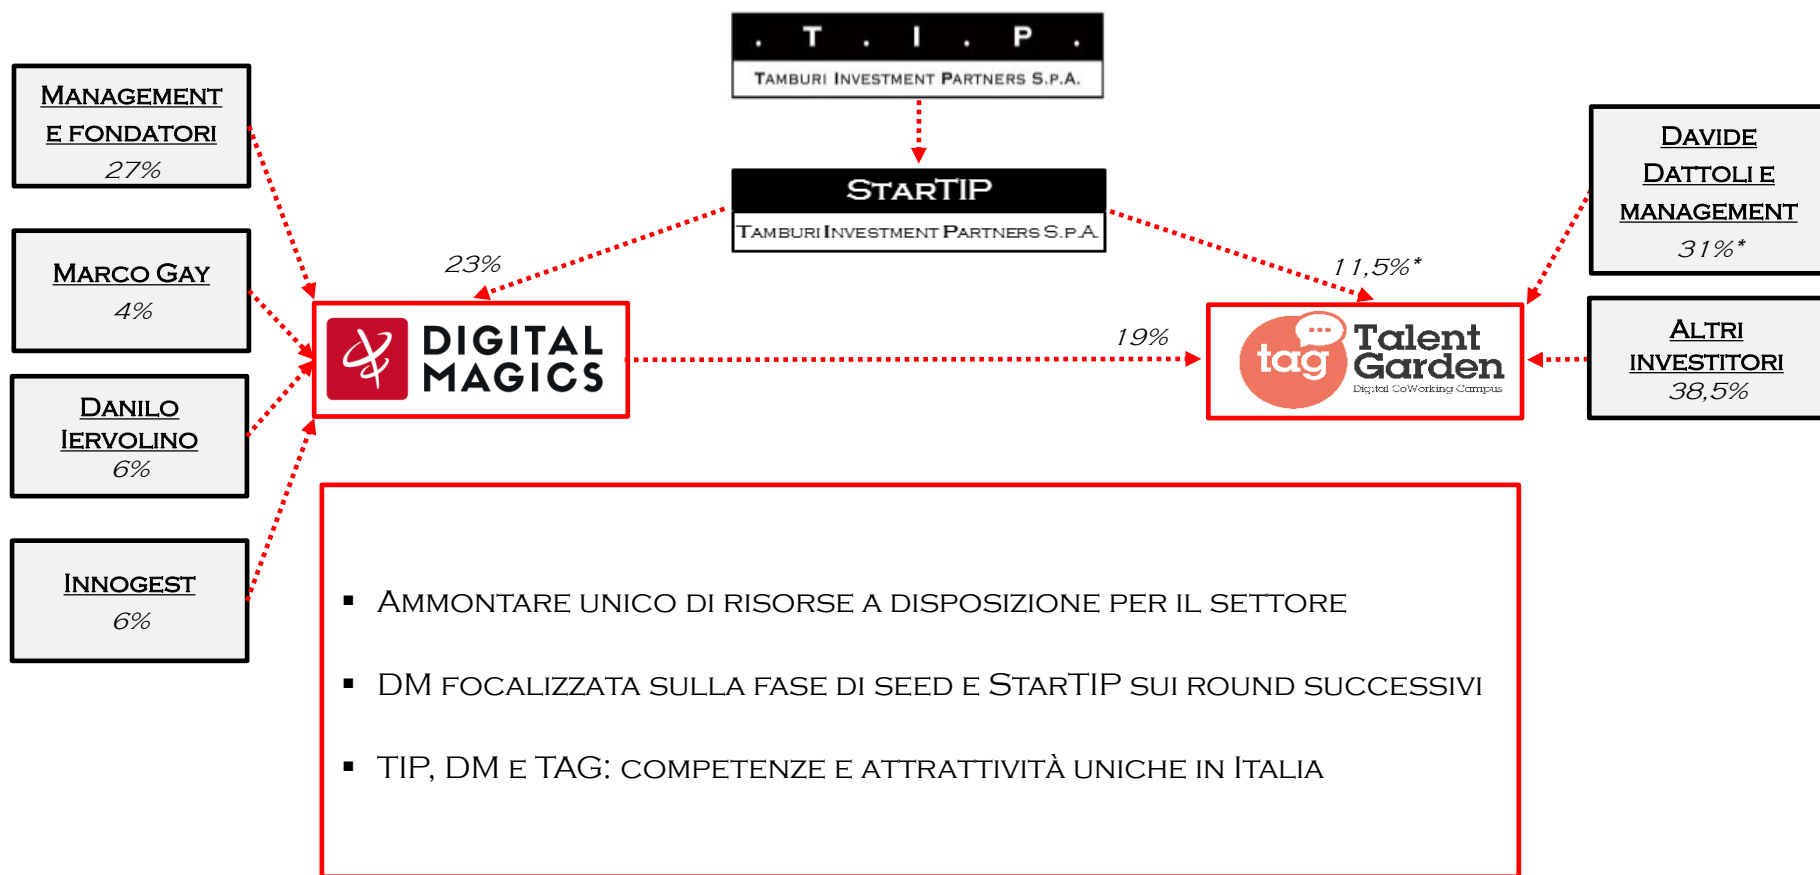 . T . I . P .
TAMBURI INVESTMENT PARTNERS S.P.A.
MANAGEMENT
E FONDATORI
27%
STARTIP
TAMBURI INVESTMENT PARTNERS S.P.A.
DAVIDE
DATTOLI E
MANAGEMENT
31%*
MARCO GAY
4%
23%
11,5%*
DIGITAL
MAGICS
19%
tag
Talent
Garden
Digital CoWorking Campus
ALTRI
INVESTITORI
38,5%
DANILO
IERVOLINO
6%
INNOGEST
6%
▪ AMMONTARE UNICO DI RISORSE A DISPOSIZIONE PER IL SETTORE
▪ DM FOCALIZZATA SULLA FASE DI SEED E STARTIP SUI ROUND SUCCESSIVI
▪ TIP, DM E TAG: COMPETENZE E ATTRATTIVITÀ UNICHE IN ITALIA